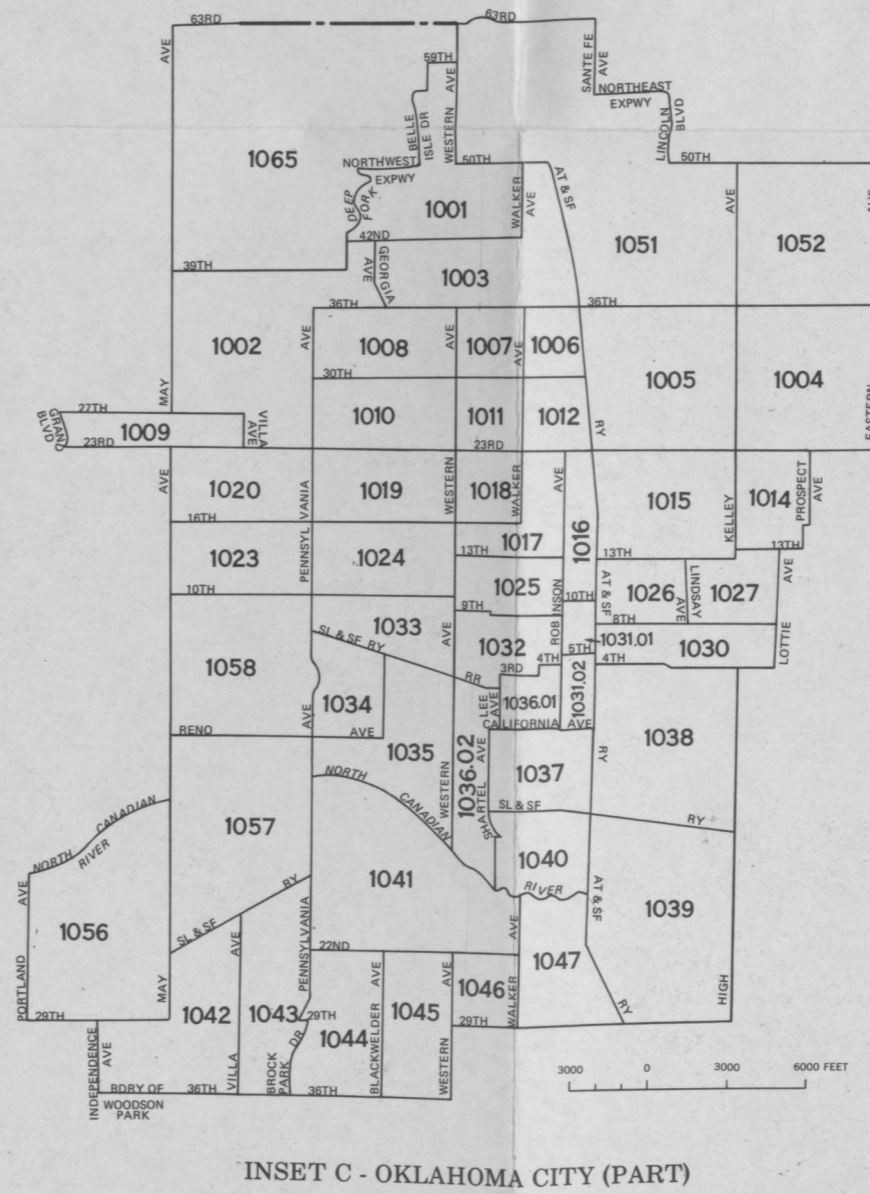 63RD
63RD
AVE
59TH
AVE
SANTE FE
AVE
NORTHEAST
EXPWY
BELLE
ISLE DR
WESTERN
LINCOLN
BLVD
1065
NORTHWEST
EXPWY
50TH
50TH
DEEP
FORK
1001
WALKER
AVE
AT & SF
AVE
42ND
1051
1052
39TH
GEORGIA
AVE
1003
36TH
36TH
1002
AVE
1008
AVE
1007
AVE
1006
1005
1004
30TH
MAY
27TH
GRAND
BLVD
1009
VILLA
AVE
1010
1011
1012
RY
EASTERN
23RD
23RD
AVE
1020
PENNSYLVANIA
1019
WESTERN
1018
WALKER
AVE
1015
KELLEY
1014
PROSPECT
AVE
16TH
1017
1016
1023
1024
13TH
13TH
13TH
1025
ROBINSON
AT & SF
1026
LINDSAY
AVE
1027
AVE
10TH
10TH
9TH
8TH
1033
AVE
SL & SF RY
1032
5TH
1031.01
1030
LOTTIE
4TH
4TH
3RD
1058
RR
1034
LEE
AVE
1036.01
1031.02
AVE
CALIFORNIA AVE
RENO
AVE
1035
1038
RY
NORTH
CANADIAN
WESTERN
1036.02
SHARTEL AVE
1037
SL & SF
RY
NORTH
CANADIAN
RIVER
1057
1040
RIVER
AVE
SL & SF
RY
1041
AT & SF
1039
1056
AVE
PENNSYLVANIA
22ND
AVE
1047
PORTLAND
MAY
AVE
AVE
1046
WALKER
RY
HIGH
29TH
1042
1043
29TH
1045
29TH
1044
INDEPENDENCE
AVE
VILLA
BROCK
PARK
DR
BLACKWELDER
WESTERN
BDRY OF
WOODSON
PARK
36TH
36TH
3000 0 3000 6000 FEET
INSET C - OKLAHOMA CITY (PART)